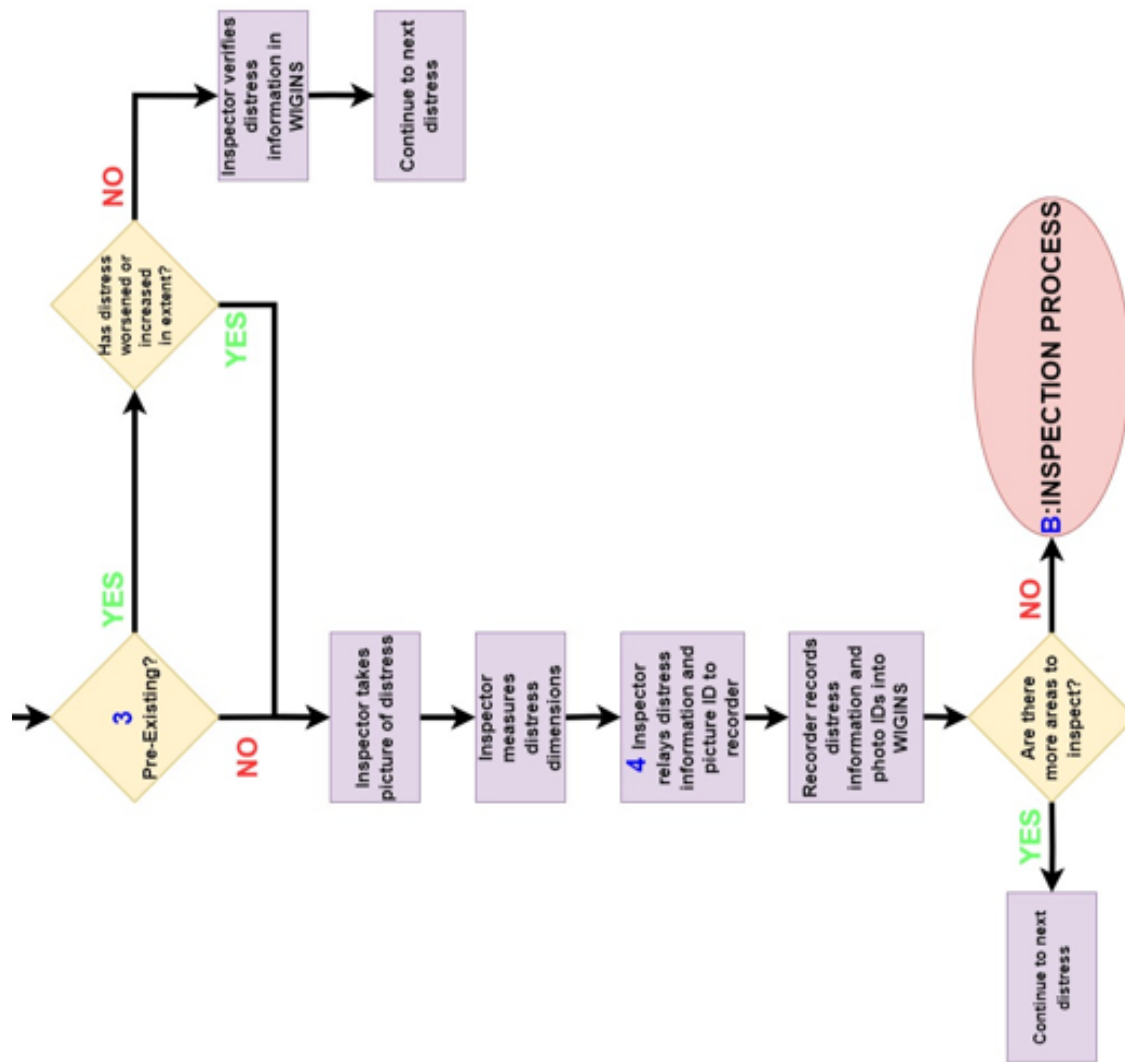 3
Pre-Existing?
YES
NO
Has distress
worsened or
increased
in extent?
NO
YES
Inspector verifies
distress
information in
WIGINS
Continue to next
distress
Inspector takes
picture of distress
Inspector
measures
distress
dimensions
4 Inspector
relays distress
information and
picture ID to
recorder
Recorder records
distress
information and
photo IDs into
WIGINS
Are there
more areas to
inspect?
YES
NO
Continue to next
distress
B:INSPECTION PROCESS